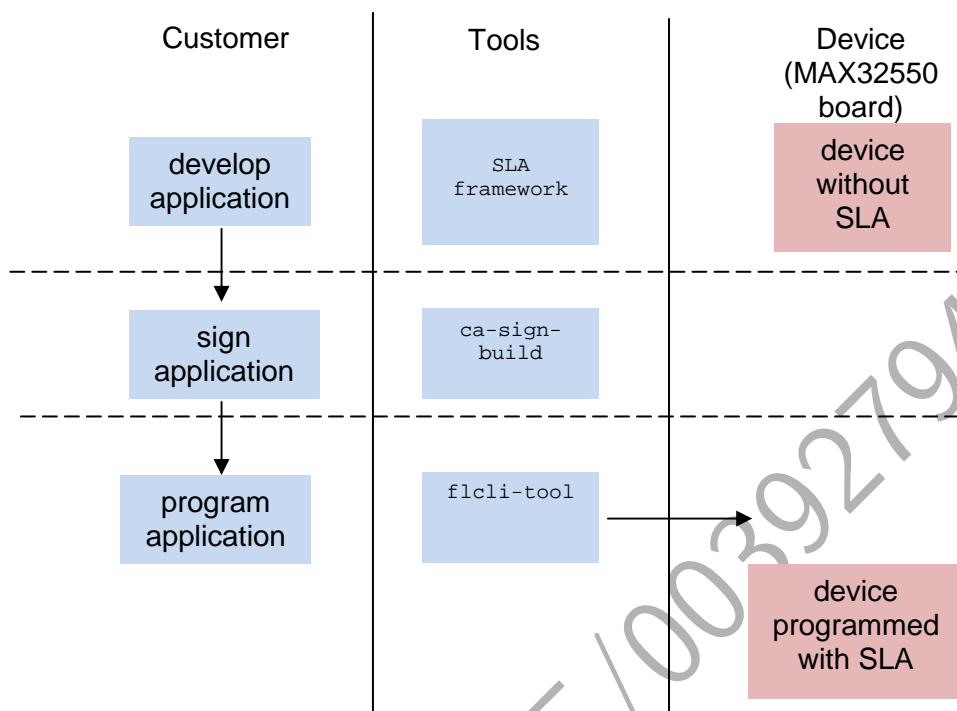 Customer
Tools
Device
(MAX32550
board)
develop
application
SLA
framework
device
without
SLA
sign
application
ca-sign-
build
program
application
flcli-tool
device
programmed
with SLA
/0039279